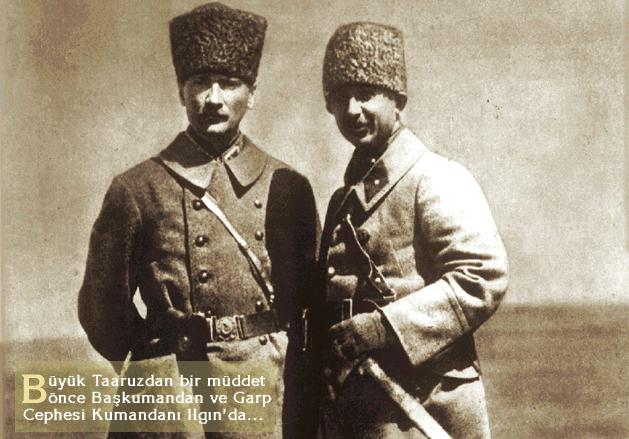 Büyük Taaruzdan bir müddet
önce Başkumandan ve Garp
Cephesi Kumandanı Ilgın'da...